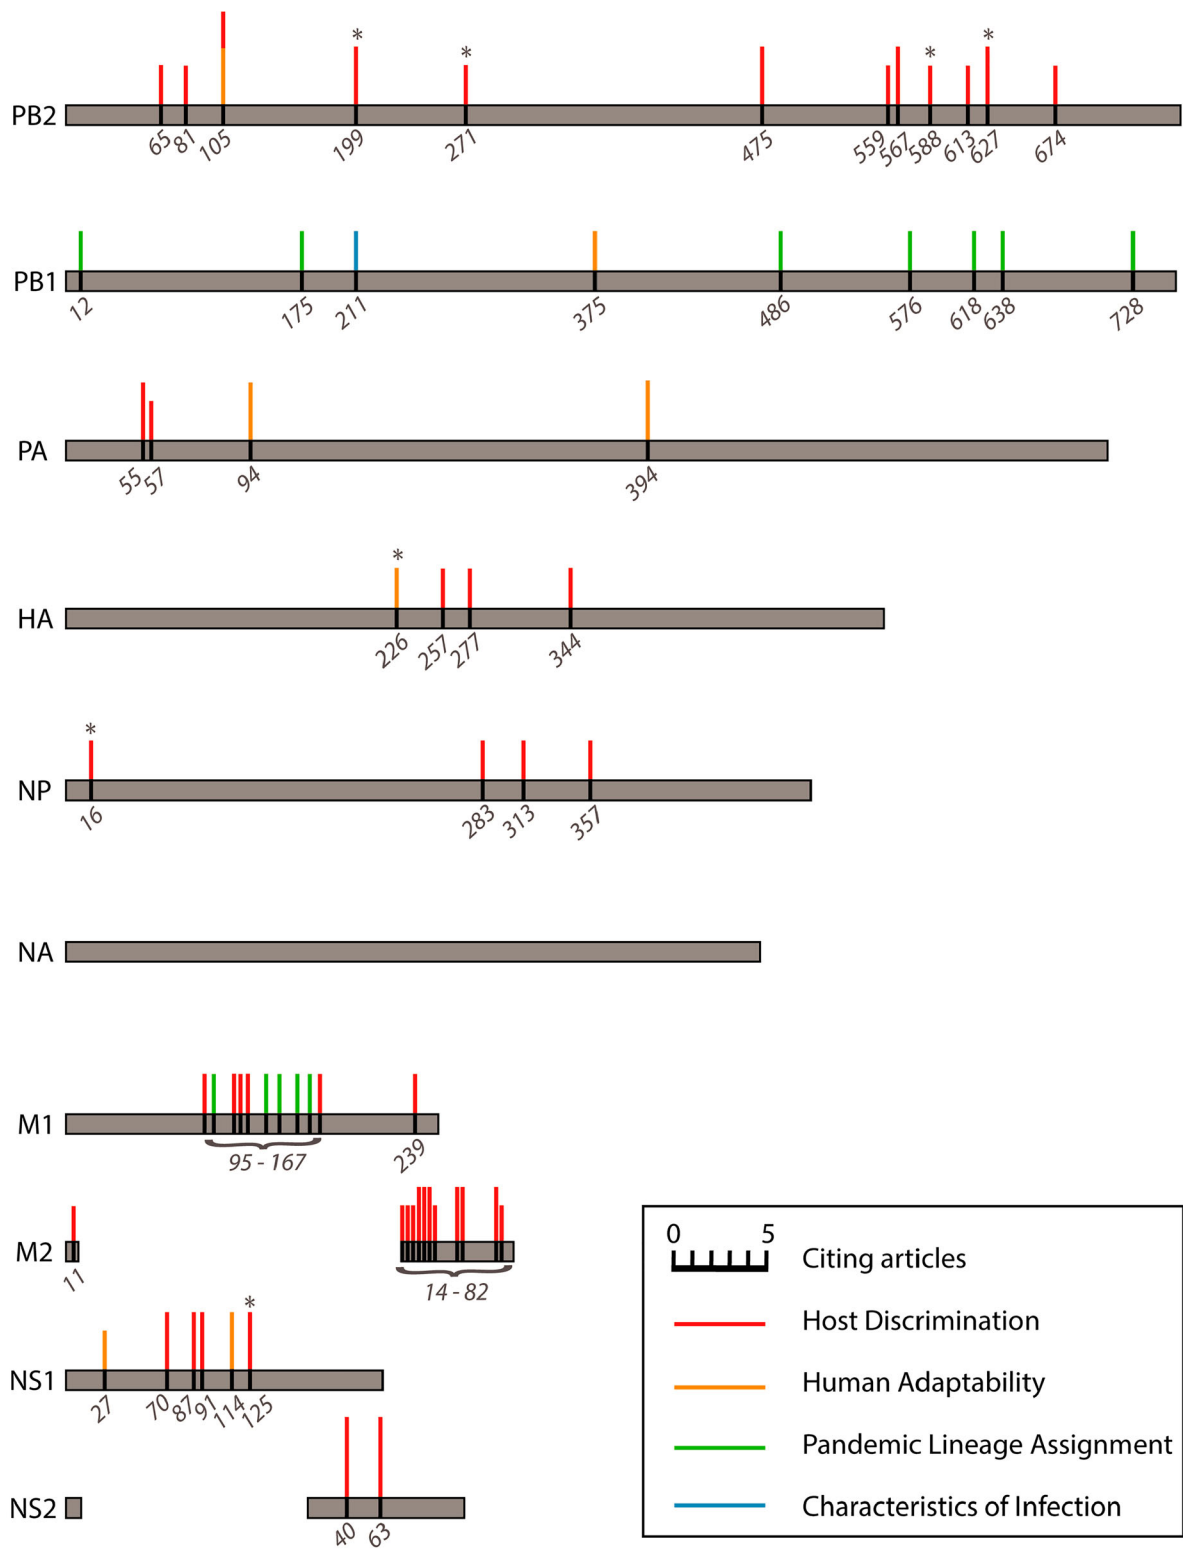 * * * *
PB2
65 81 105 199 271 475 559 567 588 613 627 674
PB1
12 175 211 375 486 576 618 638 728
PA
55 57 94 394
*
HA
226 257 277 344
*
NP
16 283 313 357
NA
M1
95 - 167 239
M2
11 14 - 82
*
NS1
27 70 87 91 114 125
NS2
40 63
0 5
Citing articles
Host Discrimination
Human Adaptability
Pandemic Lineage Assignment
Characteristics of Infection